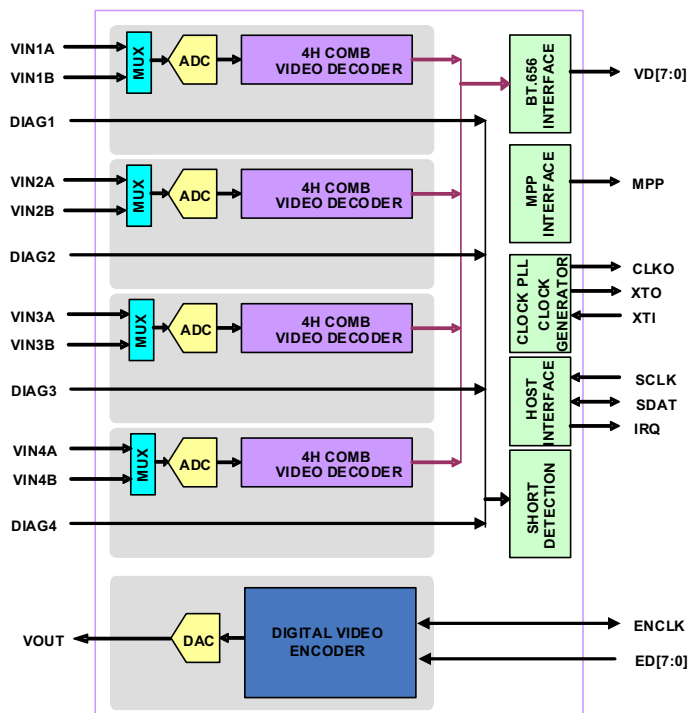 VIN1A
VIN1B
MUX
ADC
4H COMB
VIDEO DECODER
BT.656
INTERFACE
VD[7:0]
DIAG1
VIN2A
VIN2B
MUX
ADC
4H COMB
VIDEO DECODER
MPP
INTERFACE
MPP
DIAG2
VIN3A
VIN3B
MUX
ADC
4H COMB
VIDEO DECODER
CLOCK PLL
CLOCK
GENERATOR
CLKO
XTO
XTI
DIAG3
HOST
INTERFACE
SCLK
SDAT
IRQ
VIN4A
VIN4B
MUX
ADC
4H COMB
VIDEO DECODER
SHORT
DETECTION
DIAG4
VOUT
DAC
DIGITAL VIDEO
ENCODER
ENCLK
ED[7:0]